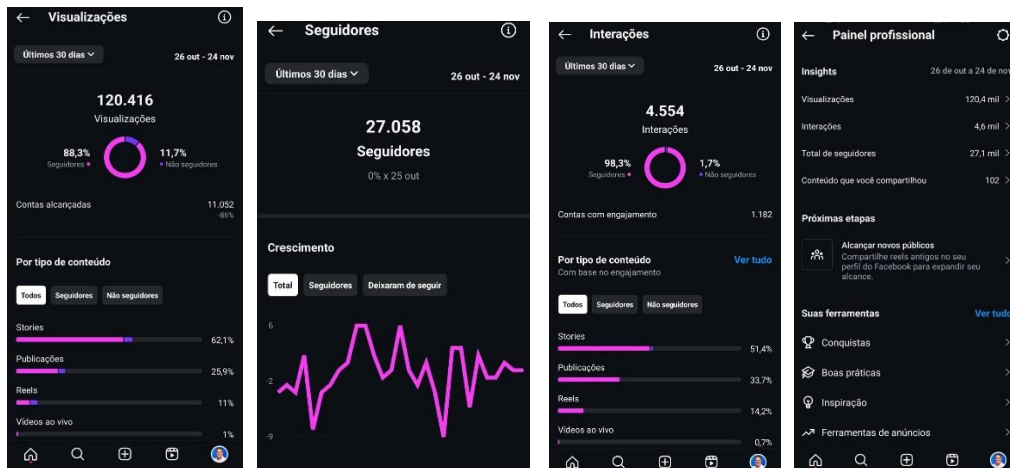 Visualizações
Últimos 30 dias
26 out - 24 nov
120.416
Visualizações
88,3%
Seguidores
11,7%
Não seguidores
Contas alcançadas
11.052
-86%
Por tipo de conteúdo
Todos
Seguidores
Não seguidores
Stories
62,1%
Publicações
25,9%
Reels
11%
Vídeos ao vivo
1%
Seguidores
Últimos 30 dias
26 out - 24 nov
27.058
Seguidores
0% x 25 out
Crescimento
Total
Seguidores
Deixaram de seguir
6
-2
-9
Interações
Últimos 30 dias
26 out - 24 nov
4.554
Interações
98,3%
Seguidores
1,7%
Não seguidores
Contas com engajamento
1.182
Por tipo de conteúdo
Ver tudo
Com base no engajamento
Todos
Seguidores
Não seguidores
Stories
51,4%
Publicações
33,7%
Reels
14,2%
Vídeos ao vivo
0,7%
Painel profissional
Insights
26 de out a 24 de nov
Visualizações
120,4 mil
Interações
4,6 mil
Total de seguidores
27,1 mil
Conteúdo que você compartilhou
102
Próximas etapas
Alcançar novos públicos
Compartilhe reels antigos no seu
perfil do Facebook para expandir seu
alcance.
Suas ferramentas
Ver tudo
Conquistas
Boas práticas
Inspiração
Ferramentas de anúncios